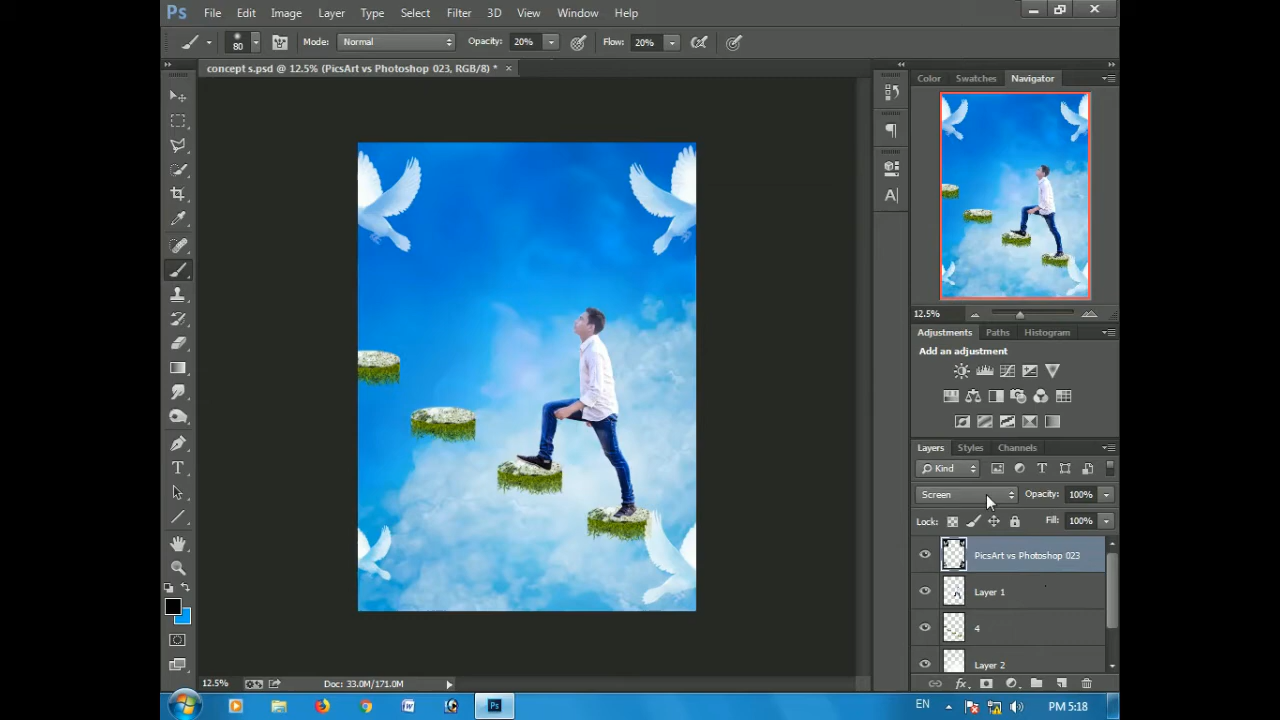 Ps File Edit Image Layer Type Select Filter 3D View Window Help
80 Mode: Normal Opacity: 20% Flow: 20%
concept s.psd @ 12.5% (PicsArt vs Photoshop 023, RGB/8) * ×
Color Swatches Navigator
12.5%
Adjustments Paths Histogram
Add an adjustment
Layers Styles Channels
Kind
Screen Opacity: 100%
Lock: Fill: 100%
PicsArt vs Photoshop 023
Layer 1
4
Layer 2
12.5% Doc: 33.0M/171.0M
EN PM 5:18